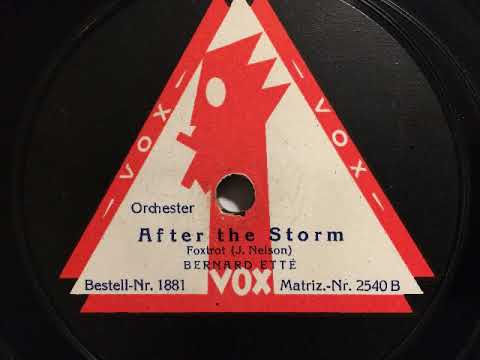 VOX
VOX
Orchester
After the Storm
Foxtrot (J. Nelson)
BERNARD ETTÉ
Bestell-Nr. 1881 VOX Matriz.-Nr. 2540 B